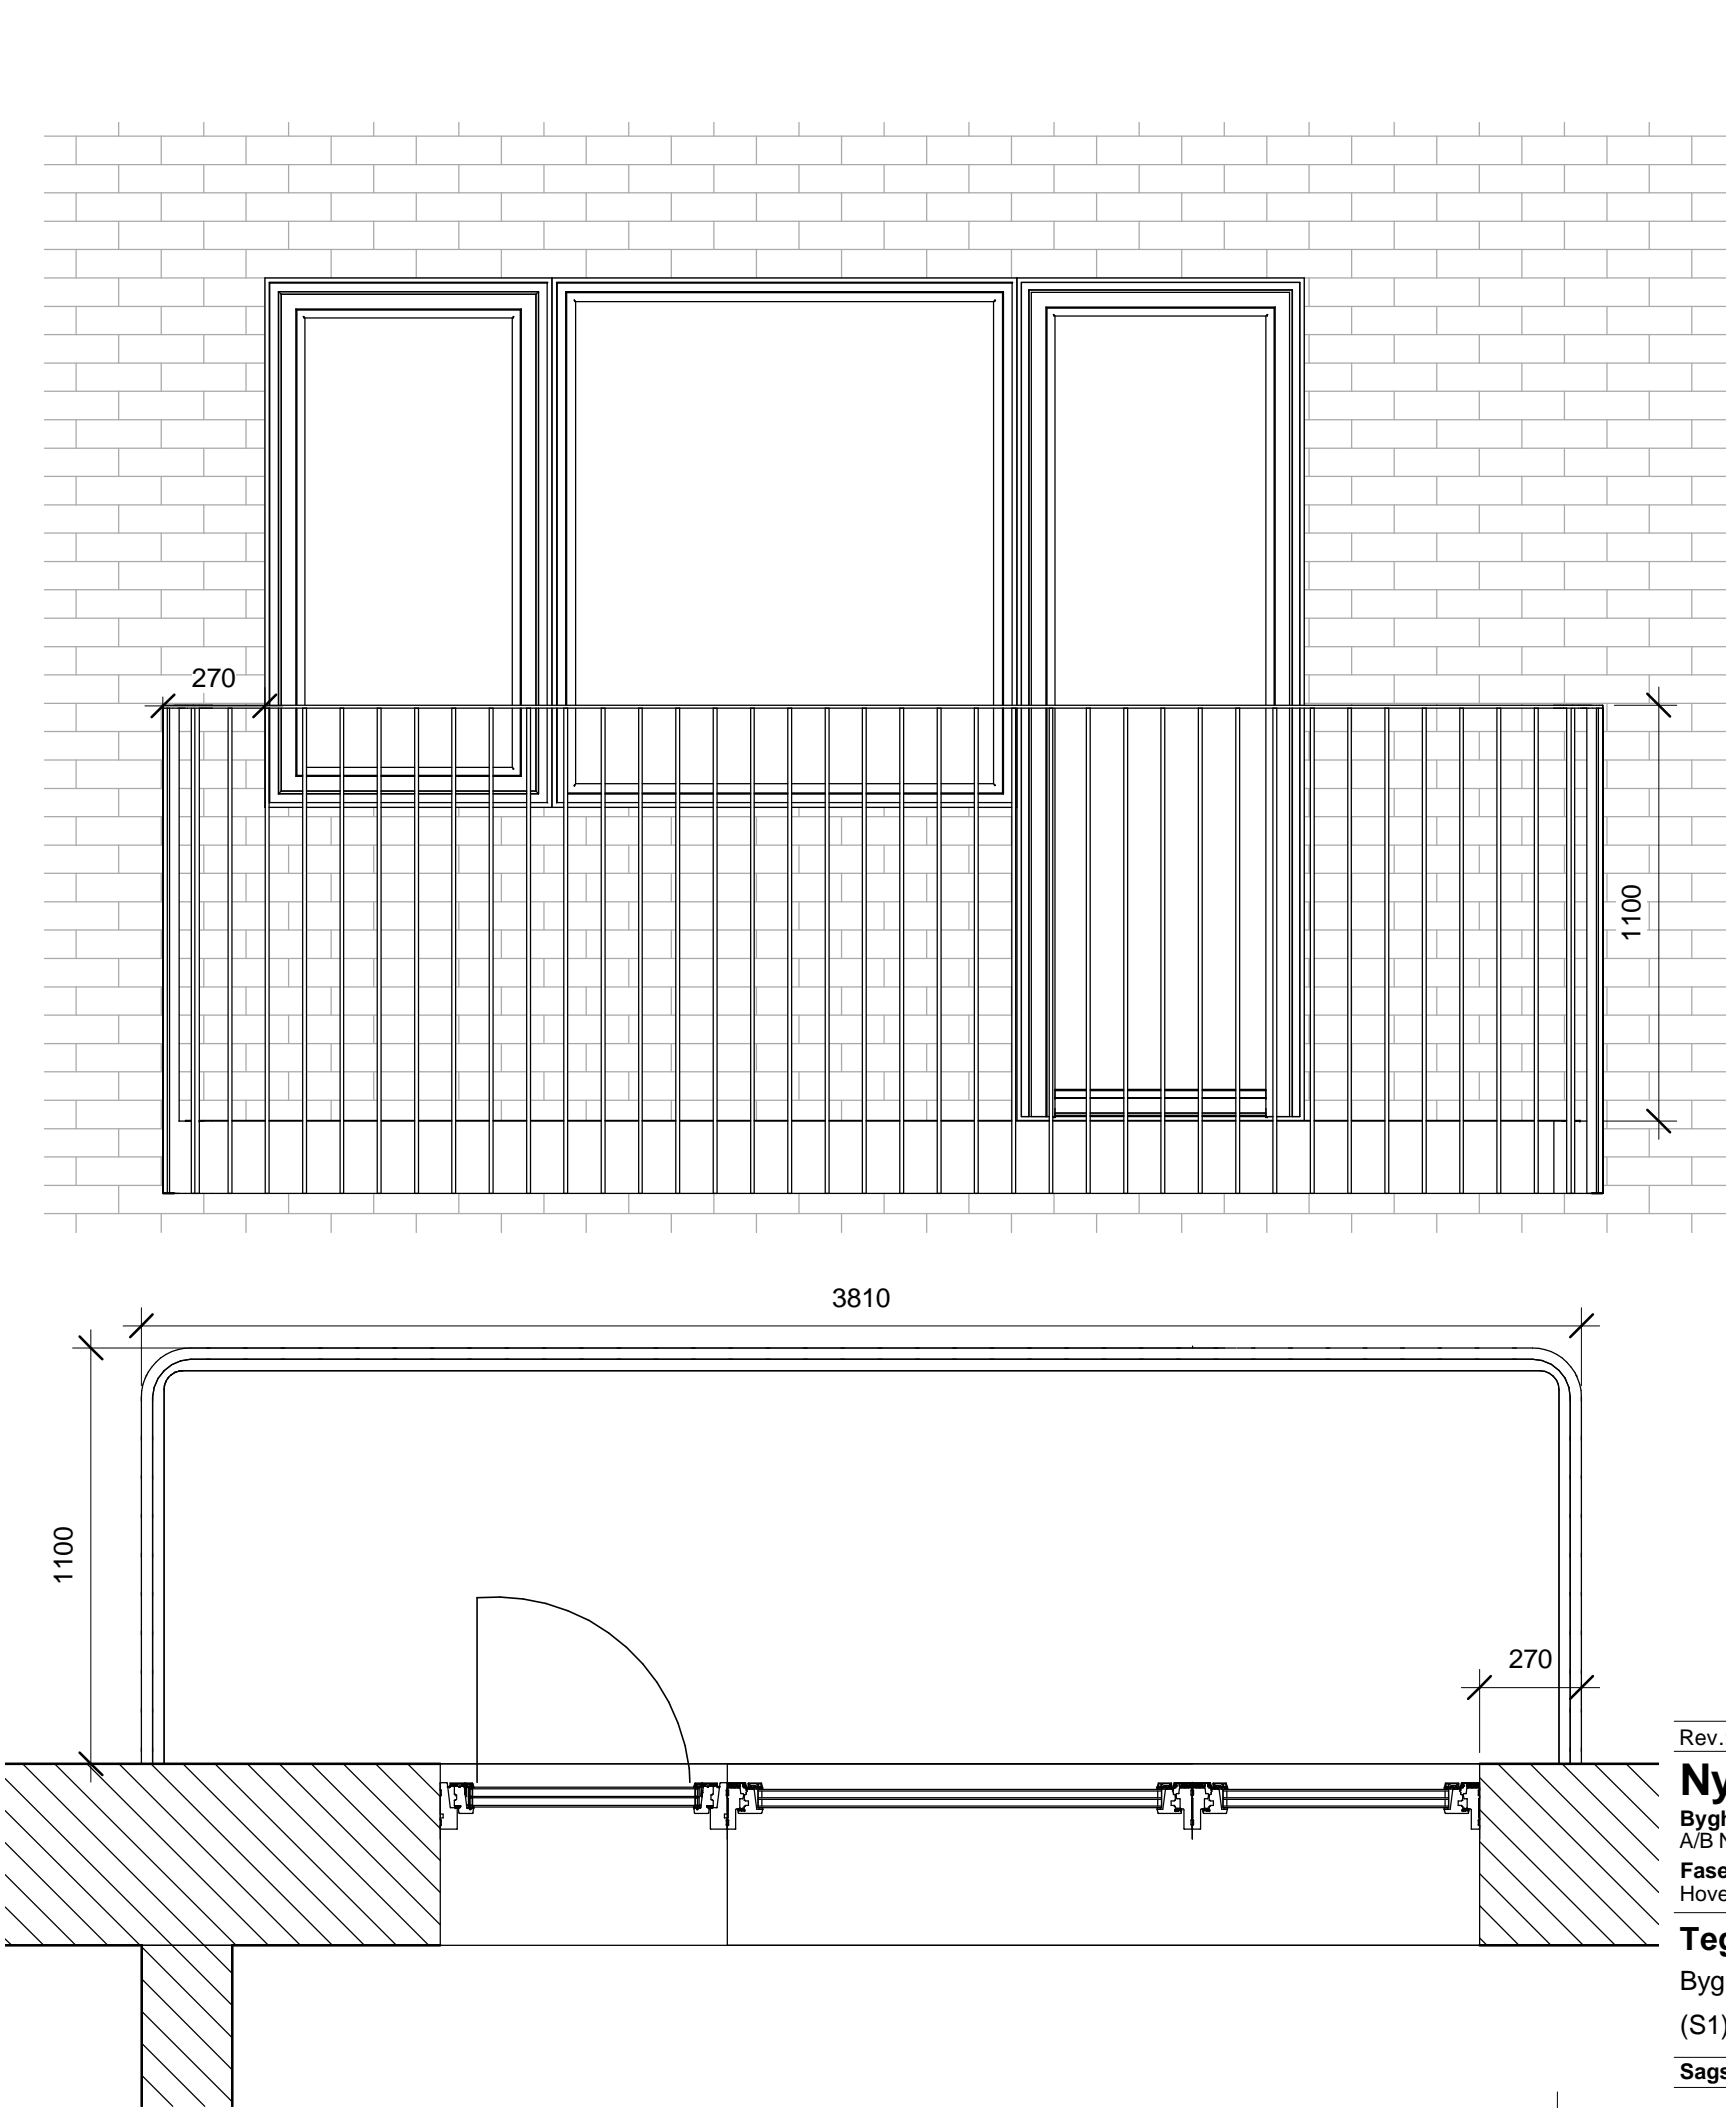 270
1100
3810
1100
270
Rev.
Ny
Bygh
A/B N
Fase
Hove
Teg
Byg
(S1)
Sags